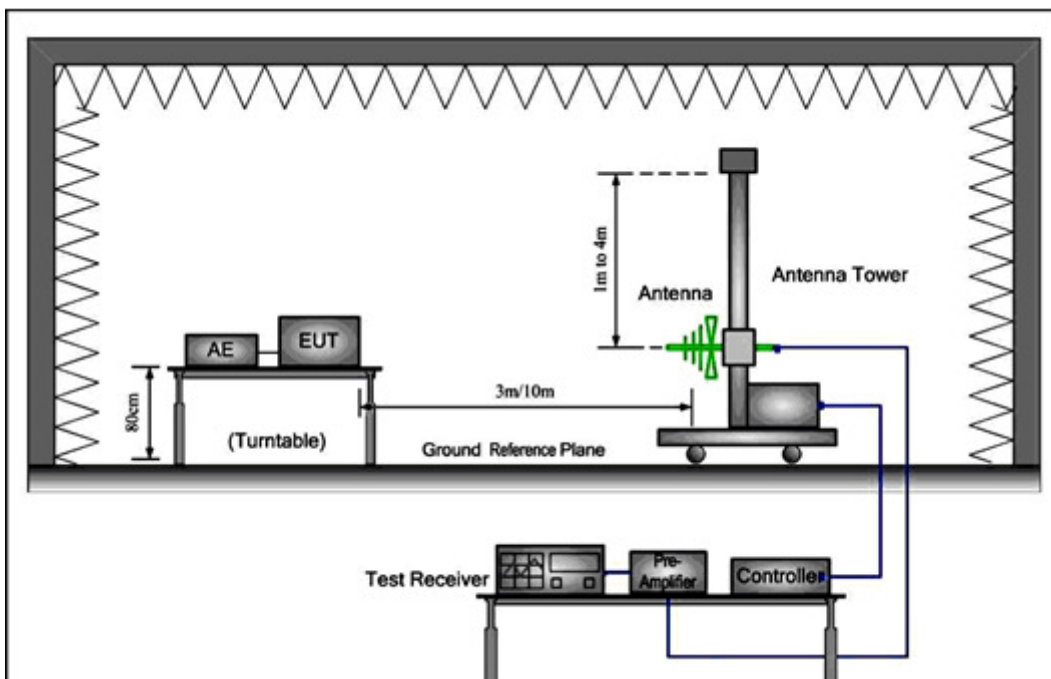 1m to 4m
Antenna
Antenna Tower
AE
EUT
80cm
3m/10m
(Turntable)
Ground Reference Plane
Test Receiver
Pre-
Amplifier
Controller